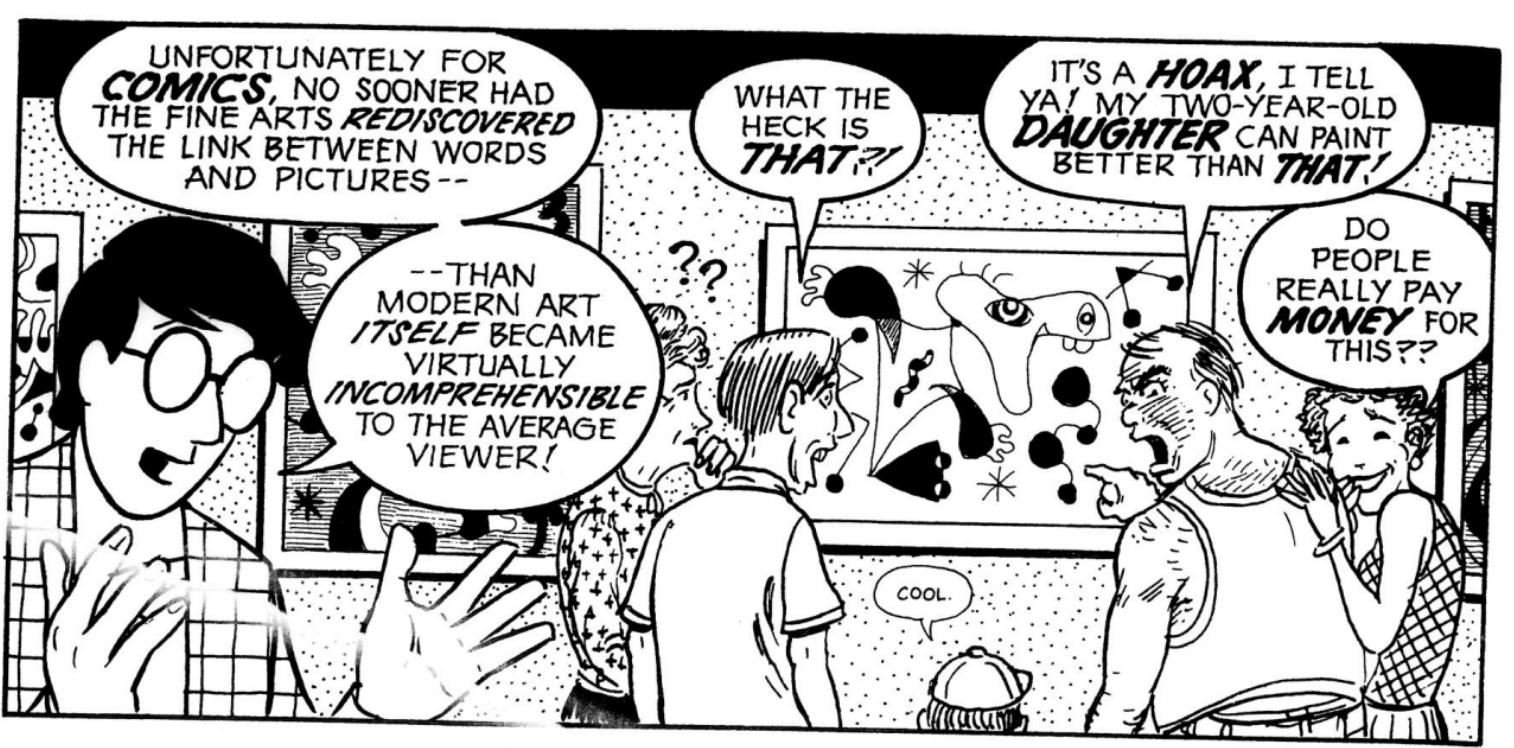 UNFORTUNATELY FOR
COMICS, NO SOONER HAD
THE FINE ARTS REDISCOVERED
THE LINK BETWEEN WORDS
AND PICTURES--
--THAN
MODERN ART
ITSELF BECAME
VIRTUALLY
INCOMPREHENSIBLE
TO THE AVERAGE
VIEWER!
??
WHAT THE
HECK IS
THAT?!
IT'S A HOAX, I TELL
YA! MY TWO-YEAR-OLD
DAUGHTER CAN PAINT
BETTER THAN THAT!
DO
PEOPLE
REALLY PAY
MONEY FOR
THIS??
COOL.